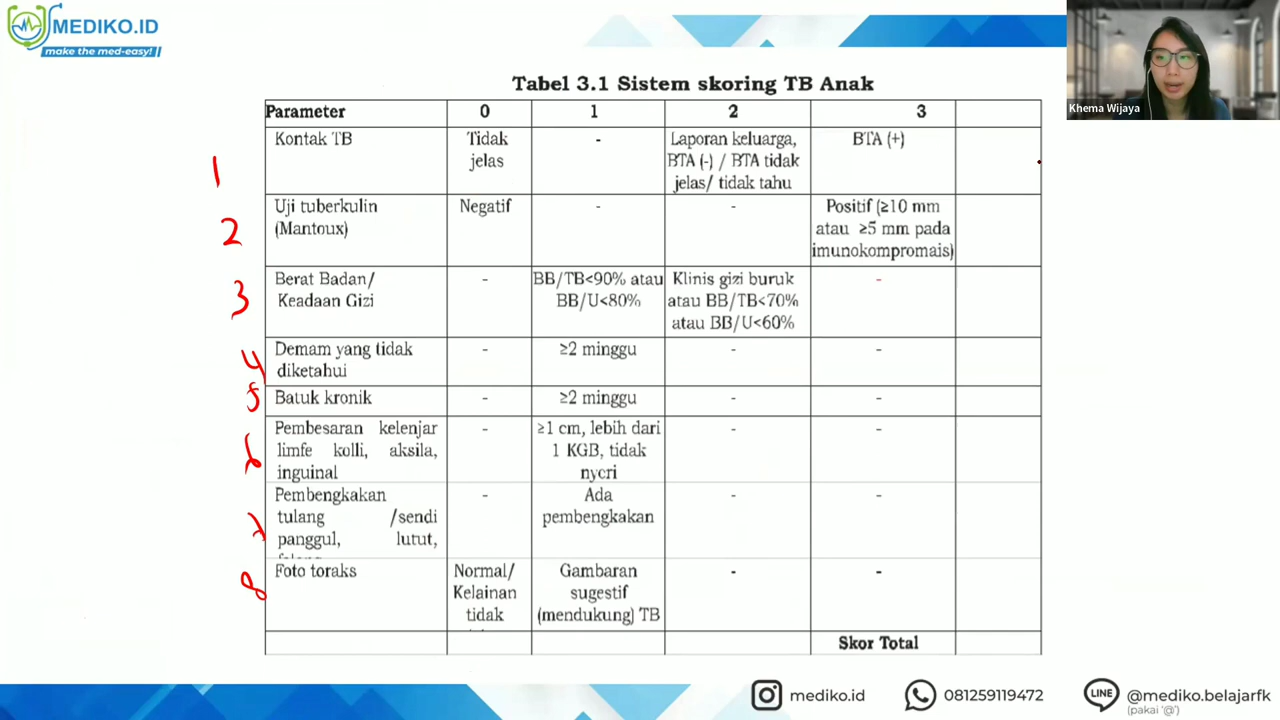 MEDIKO.ID
make the med-easy!
Khema Wijaya
Tabel 3.1 Sistem skoring TB Anak
Parameter 0 1 2 3
1
Kontak TB Tidak jelas - Laporan keluarga, BTA (-) / BTA tidak jelas/ tidak tahu BTA (+)
2
Uji tuberkulin (Mantoux) Negatif - - Positif (≥10 mm atau ≥5 mm pada imunokompromais)
3
Berat Badan/ Keadaan Gizi - BB/TB<90% atau BB/U<80% Klinis gizi buruk atau BB/TB<70% atau BB/U<60% -
4
Demam yang tidak diketahui - ≥2 minggu - -
5
Batuk kronik - ≥2 minggu - -
6
Pembesaran kelenjar limfe kolli, aksila, inguinal - ≥1 cm, lebih dari 1 KGB, tidak nyeri - -
7
Pembengkakan tulang /sendi panggul, lutut, - Ada pembengkakan - -
8
Foto toraks Normal/ Kelainan tidak Gambaran sugestif (mendukung) TB - -
Skor Total
mediko.id
081259119472
LINE
@mediko.belajarfk
(pakai '@')